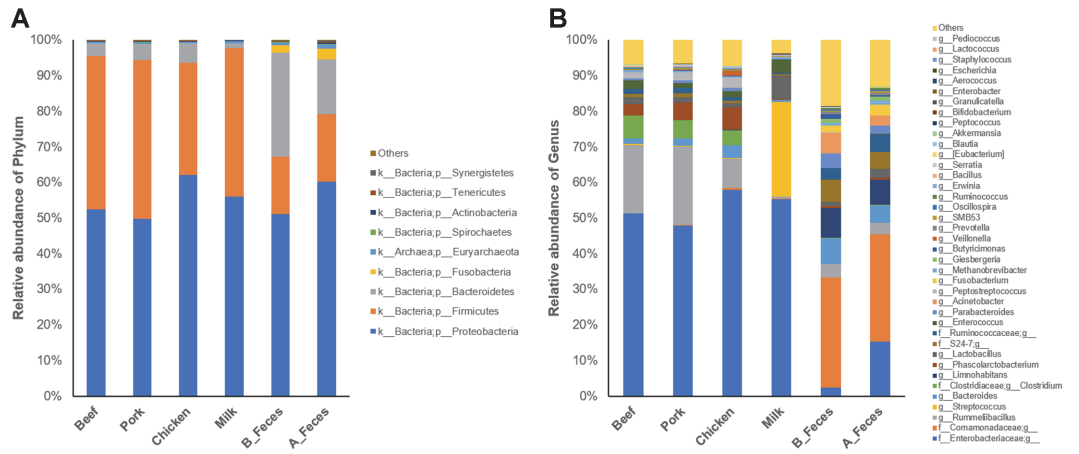 A
Relative abundance of Phylum
100%
90%
80%
70%
60%
50%
40%
30%
20%
10%
0%
Beef
Pork
Chicken
Milk
B_Feces
A_Feces
Others
k__Bacteria;p__Synergistetes
k__Bacteria;p__Tenericutes
k__Bacteria;p__Actinobacteria
k__Bacteria;p__Spirochaetes
k__Archaea;p__Euryarchaeota
k__Bacteria;p__Fusobacteria
k__Bacteria;p__Bacteroidetes
k__Bacteria;p__Firmicutes
k__Bacteria;p__Proteobacteria
B
Relative abundance of Genus
100%
90%
80%
70%
60%
50%
40%
30%
20%
10%
0%
Beef
Pork
Chicken
Milk
B_Feces
A_Feces
Others
g__Pediococcus
g__Lactococcus
g__Staphylococcus
g__Escherichia
g__Aerococcus
g__Enterobacter
g__Granulicatella
g__Bifidobacterium
g__Peptococcus
g__Akkermansia
g__Blautia
g__[Eubacterium]
g__Serratia
g__Bacillus
g__Erwinia
g__Ruminococcus
g__Oscillospira
g__SMB53
g__Prevotella
g__Veillonella
g__Butyricimonas
g__Giesbergeria
g__Methanobrevibacter
g__Fusobacterium
g__Peptostreptococcus
g__Acinetobacter
g__Parabacteroides
g__Enterococcus
f__Ruminococcaceae;g__
f__S24-7;g__
g__Lactobacillus
g__Phascolarctobacterium
g__Limnohabitans
f__Clostridiaceae;g__Clostridium
g__Bacteroides
g__Streptococcus
g__Rummeliibacillus
f__Comamonadaceae;g__
f__Enterobacteriaceae;g__